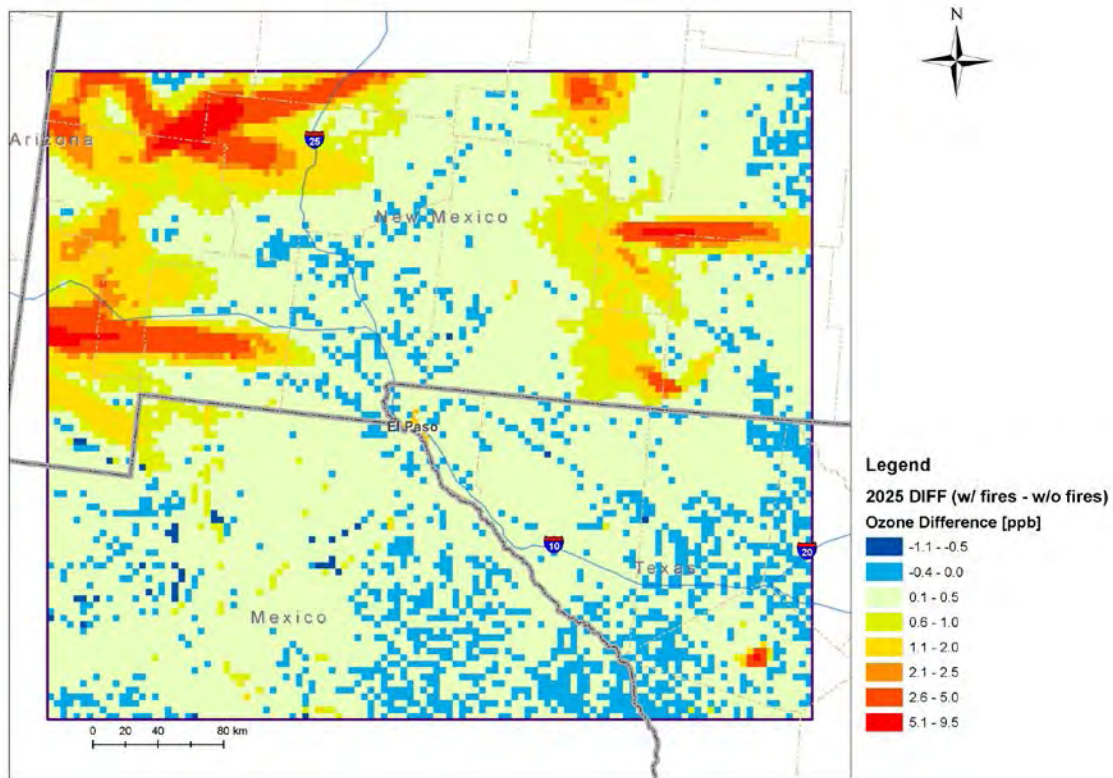 N
Arizona
25
New Mexico
El Paso
10
Texas
20
Mexico
0 20 40 80 km
Legend
2025 DIFF (w/ fires - w/o fires)
Ozone Difference [ppb]
-1.1 - -0.5
-0.4 - 0.0
0.1 - 0.5
0.6 - 1.0
1.1 - 2.0
2.1 - 2.5
2.6 - 5.0
5.1 - 9.5